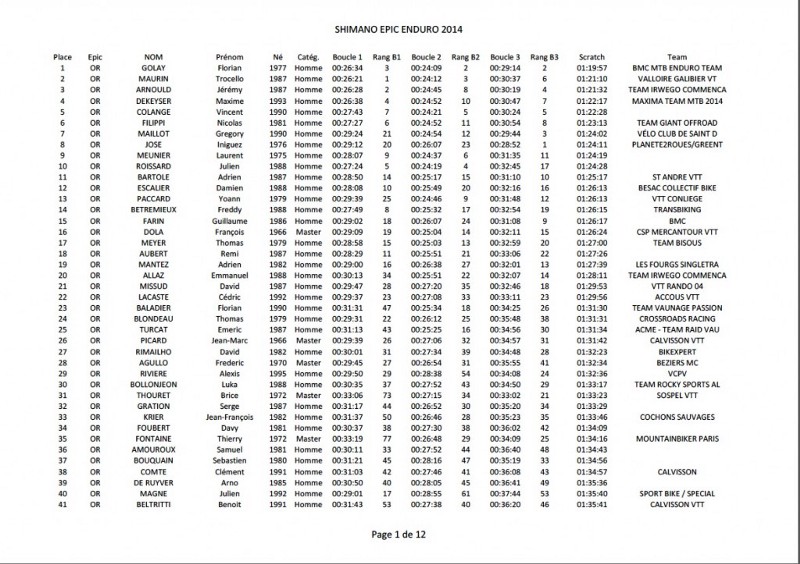 SHIMANO EPIC ENDURO 2014
Place Epic NOM Prénom Né Catég. Boucle 1 Rang B1 Boucle 2 Rang B2 Boucle 3 Rang B3 Scratch Team
1 OR GOLAY Florian 1977 Homme 00:26:34 3 00:24:09 2 00:29:14 2 01:19:57 BMC MTB ENDURO TEAM
2 OR MAURIN Trocello 1987 Homme 00:26:21 1 00:24:12 3 00:30:37 6 01:21:10 VALLOIRE GALIBIER VT
3 OR ARNOULD Jérémy 1987 Homme 00:26:28 2 00:24:45 8 00:30:19 4 01:21:32 TEAM IRWEGO COMMENCA
4 OR DEKEYSER Maxime 1993 Homme 00:26:38 4 00:24:52 10 00:30:47 7 01:22:17 MAXIMA TEAM MTB 2014
5 OR COLANGE Vincent 1990 Homme 00:27:43 7 00:24:21 5 00:30:24 5 01:22:28
6 OR FILIPPI Nicolas 1981 Homme 00:27:27 6 00:24:52 11 00:30:54 8 01:23:13 TEAM GIANT OFFROAD
7 OR MAILLOT Gregory 1990 Homme 00:29:24 21 00:24:54 12 00:29:44 3 01:24:02 VÉLO CLUB DE SAINT D
8 OR JOSE Iniguez 1976 Homme 00:29:12 20 00:26:07 23 00:28:52 1 01:24:11 PLANETE2ROUES/GREENT
9 OR MEUNIER Laurent 1975 Homme 00:28:07 9 00:24:37 6 00:31:35 11 01:24:19
10 OR ROISSARD Julien 1988 Homme 00:27:24 5 00:24:19 4 00:32:45 17 01:24:28
11 OR BARTOLE Adrien 1987 Homme 00:28:50 14 00:25:17 15 00:31:10 10 01:25:17 ST ANDRE VTT
12 OR ESCALIER Damien 1988 Homme 00:28:08 10 00:25:49 20 00:32:16 16 01:26:13 BESAC COLLECTIF BIKE
13 OR PACCARD Yoann 1979 Homme 00:29:39 25 00:24:46 9 00:31:48 12 01:26:13 VTT CONLIEGE
14 OR BETREMIEUX Freddy 1988 Homme 00:27:49 8 00:25:32 17 00:32:54 19 01:26:15 TRANSBIKING
15 OR FARIN Guillaume 1986 Homme 00:29:02 18 00:26:07 24 00:31:08 9 01:26:17 BMC
16 OR DOLA François 1966 Master 00:29:09 19 00:25:04 14 00:32:11 15 01:26:24 CSP MERCANTOUR VTT
17 OR MEYER Thomas 1979 Homme 00:28:58 15 00:25:03 13 00:32:59 20 01:27:00 TEAM BISOUS
18 OR AUBERT Remi 1987 Homme 00:28:29 11 00:25:51 21 00:33:06 22 01:27:26
19 OR MANTEZ Adrien 1982 Homme 00:29:00 16 00:26:38 27 00:32:01 13 01:27:39 LES FOURGS SINGLETRA
20 OR ALLAZ Emmanuel 1988 Homme 00:30:13 34 00:25:51 22 00:32:07 14 01:28:11 TEAM IRWEGO COMMENCA
21 OR MISSUD David 1987 Homme 00:29:47 28 00:27:20 35 00:32:46 18 01:29:53 VTT RANDO 04
22 OR LACASTE Cédric 1992 Homme 00:29:37 23 00:27:08 33 00:33:11 23 01:29:56 ACCOUS VTT
23 OR BALADIER Florian 1990 Homme 00:31:31 47 00:25:34 18 00:34:25 26 01:31:30 TEAM VAUNAGE PASSION
24 OR BLONDEAU Thomas 1979 Homme 00:29:31 22 00:26:12 25 00:35:48 38 01:31:31 CROSSROADS RACING
25 OR TURCAT Emeric 1987 Homme 00:31:13 43 00:25:25 16 00:34:56 30 01:31:34 ACME - TEAM RAID VAU
26 OR PICARD Jean-Marc 1966 Master 00:29:39 26 00:27:06 32 00:34:57 31 01:31:42 CALVISSON VTT
27 OR RIMAILHO David 1982 Homme 00:30:01 31 00:27:34 39 00:34:48 28 01:32:23 BIKEXPERT
28 OR AGULLO Frederic 1970 Master 00:29:45 27 00:26:54 31 00:35:55 41 01:32:34 BEZIERS MC
29 OR RIVIERE Alexis 1995 Homme 00:29:50 29 00:28:38 54 00:34:08 24 01:32:36 VCPV
30 OR BOLLONJEON Luka 1988 Homme 00:30:35 37 00:27:52 43 00:34:50 29 01:33:17 TEAM ROCKY SPORTS AL
31 OR THOURET Brice 1972 Master 00:33:06 73 00:27:15 34 00:33:02 21 01:33:23 SOSPEL VTT
32 OR GRATION Serge 1987 Homme 00:31:17 44 00:26:52 30 00:35:20 34 01:33:29
33 OR KRIER Jean-François 1982 Homme 00:31:37 50 00:26:46 28 00:35:23 35 01:33:46 COCHONS SAUVAGES
34 OR FOUBERT Davy 1981 Homme 00:30:37 38 00:27:30 38 00:36:02 42 01:34:09
35 OR FONTAINE Thierry 1972 Master 00:33:19 77 00:26:48 29 00:34:09 25 01:34:16 MOUNTAINBIKER PARIS
36 OR AMOUROUX Samuel 1981 Homme 00:30:11 33 00:27:52 44 00:36:40 48 01:34:43
37 OR BOUQUAIN Sebastien 1980 Homme 00:31:21 45 00:28:16 47 00:35:19 33 01:34:56
38 OR COMTE Clément 1991 Homme 00:31:03 42 00:27:46 41 00:36:08 43 01:34:57 CALVISSON
39 OR DE RUYVER Arno 1985 Homme 00:30:50 40 00:28:05 45 00:36:41 49 01:35:36
40 OR MAGNE Julien 1992 Homme 00:29:01 17 00:28:55 61 00:37:44 53 01:35:40 SPORT BIKE / SPECIAL
41 OR BELTRITTI Benoit 1991 Homme 00:31:43 53 00:27:38 40 00:36:20 46 01:35:41 CALVISSON VTT
Page 1 de 12